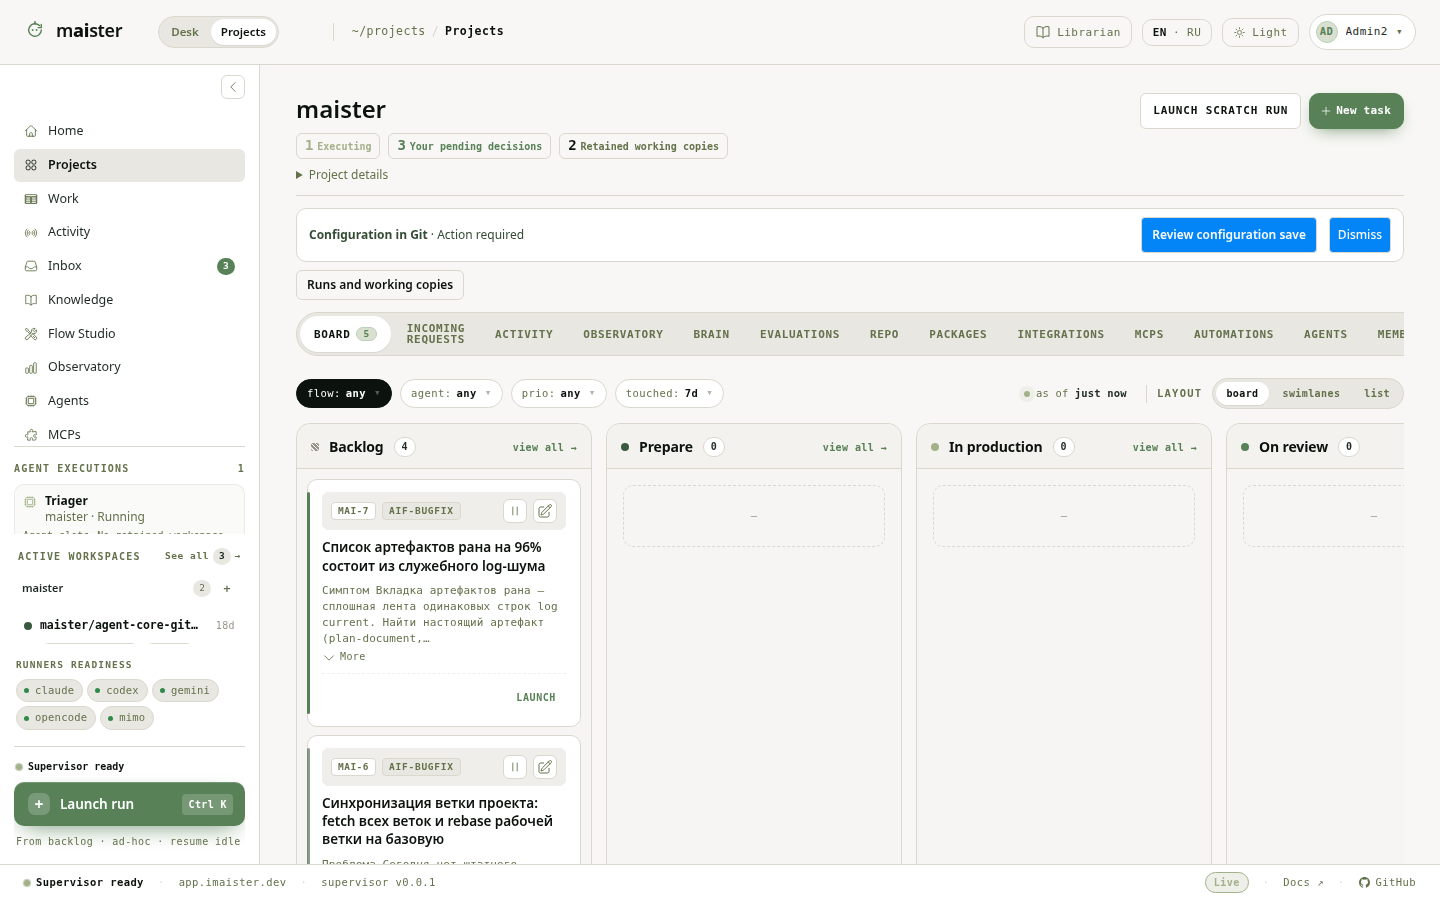 maister
Desk
Projects
~/projects / Projects
Librarian
EN · RU
Light
AD
Admin2
Home
Projects
Work
Activity
Inbox
3
Knowledge
Flow Studio
Observatory
Agents
MCPs
AGENT EXECUTIONS
1
Triager
maister · Running
ACTIVE WORKSPACES
See all 3 →
maister
2
+
maister/agent-core-git…
18d
RUNNERS READINESS
claude
codex
gemini
opencode
mimo
Supervisor ready
+ Launch run
Ctrl K
From backlog · ad-hoc · resume idle
maister
LAUNCH SCRATCH RUN
+ New task
1 Executing
3 Your pending decisions
2 Retained working copies
Project details
Configuration in Git · Action required
Review configuration save
Dismiss
Runs and working copies
BOARD 5
INCOMING
REQUESTS
ACTIVITY
OBSERVATORY
BRAIN
EVALUATIONS
REPO
PACKAGES
INTEGRATIONS
MCPS
AUTOMATIONS
AGENTS
MEMB
flow: any
agent: any
prio: any
touched: 7d
as of just now
LAYOUT
board
swimlanes
list
Backlog
4
view all →
MAI-7
AIF-BUGFIX
Список артефактов рана на 96%
состоит из служебного log-шума
Симптом Вкладка артефактов рана —
сплошная лента одинаковых строк log
current. Найти настоящий артефакт
(plan-document,…
More
LAUNCH
MAI-6
AIF-BUGFIX
Синхронизация ветки проекта:
fetch всех веток и rebase рабочей
ветки на базовую
Prepare
0
view all →
—
In production
0
view all →
—
On review
0
—
Supervisor ready
·
app.imaister.dev
·
supervisor v0.0.1
Live
·
Docs ↗
·
GitHub